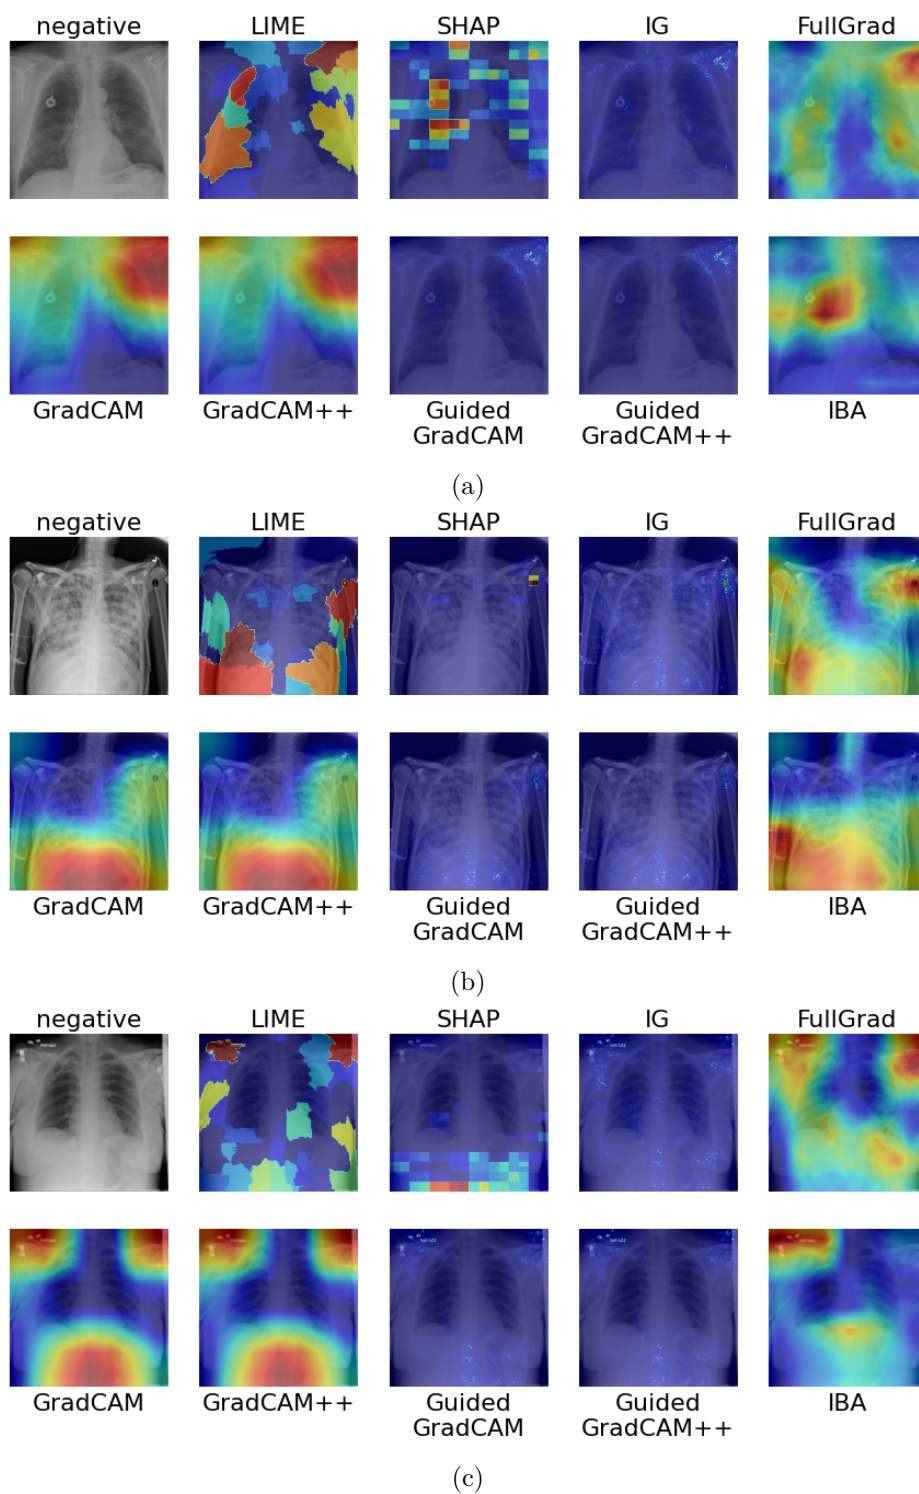 negative LIME SHAP IG FullGrad
GradCAM GradCAM++ Guided GradCAM Guided GradCAM++ IBA
(a)
negative LIME SHAP IG FullGrad
GradCAM GradCAM++ Guided GradCAM Guided GradCAM++ IBA
(b)
negative LIME SHAP IG FullGrad
GradCAM GradCAM++ Guided GradCAM Guided GradCAM++ IBA
(c)